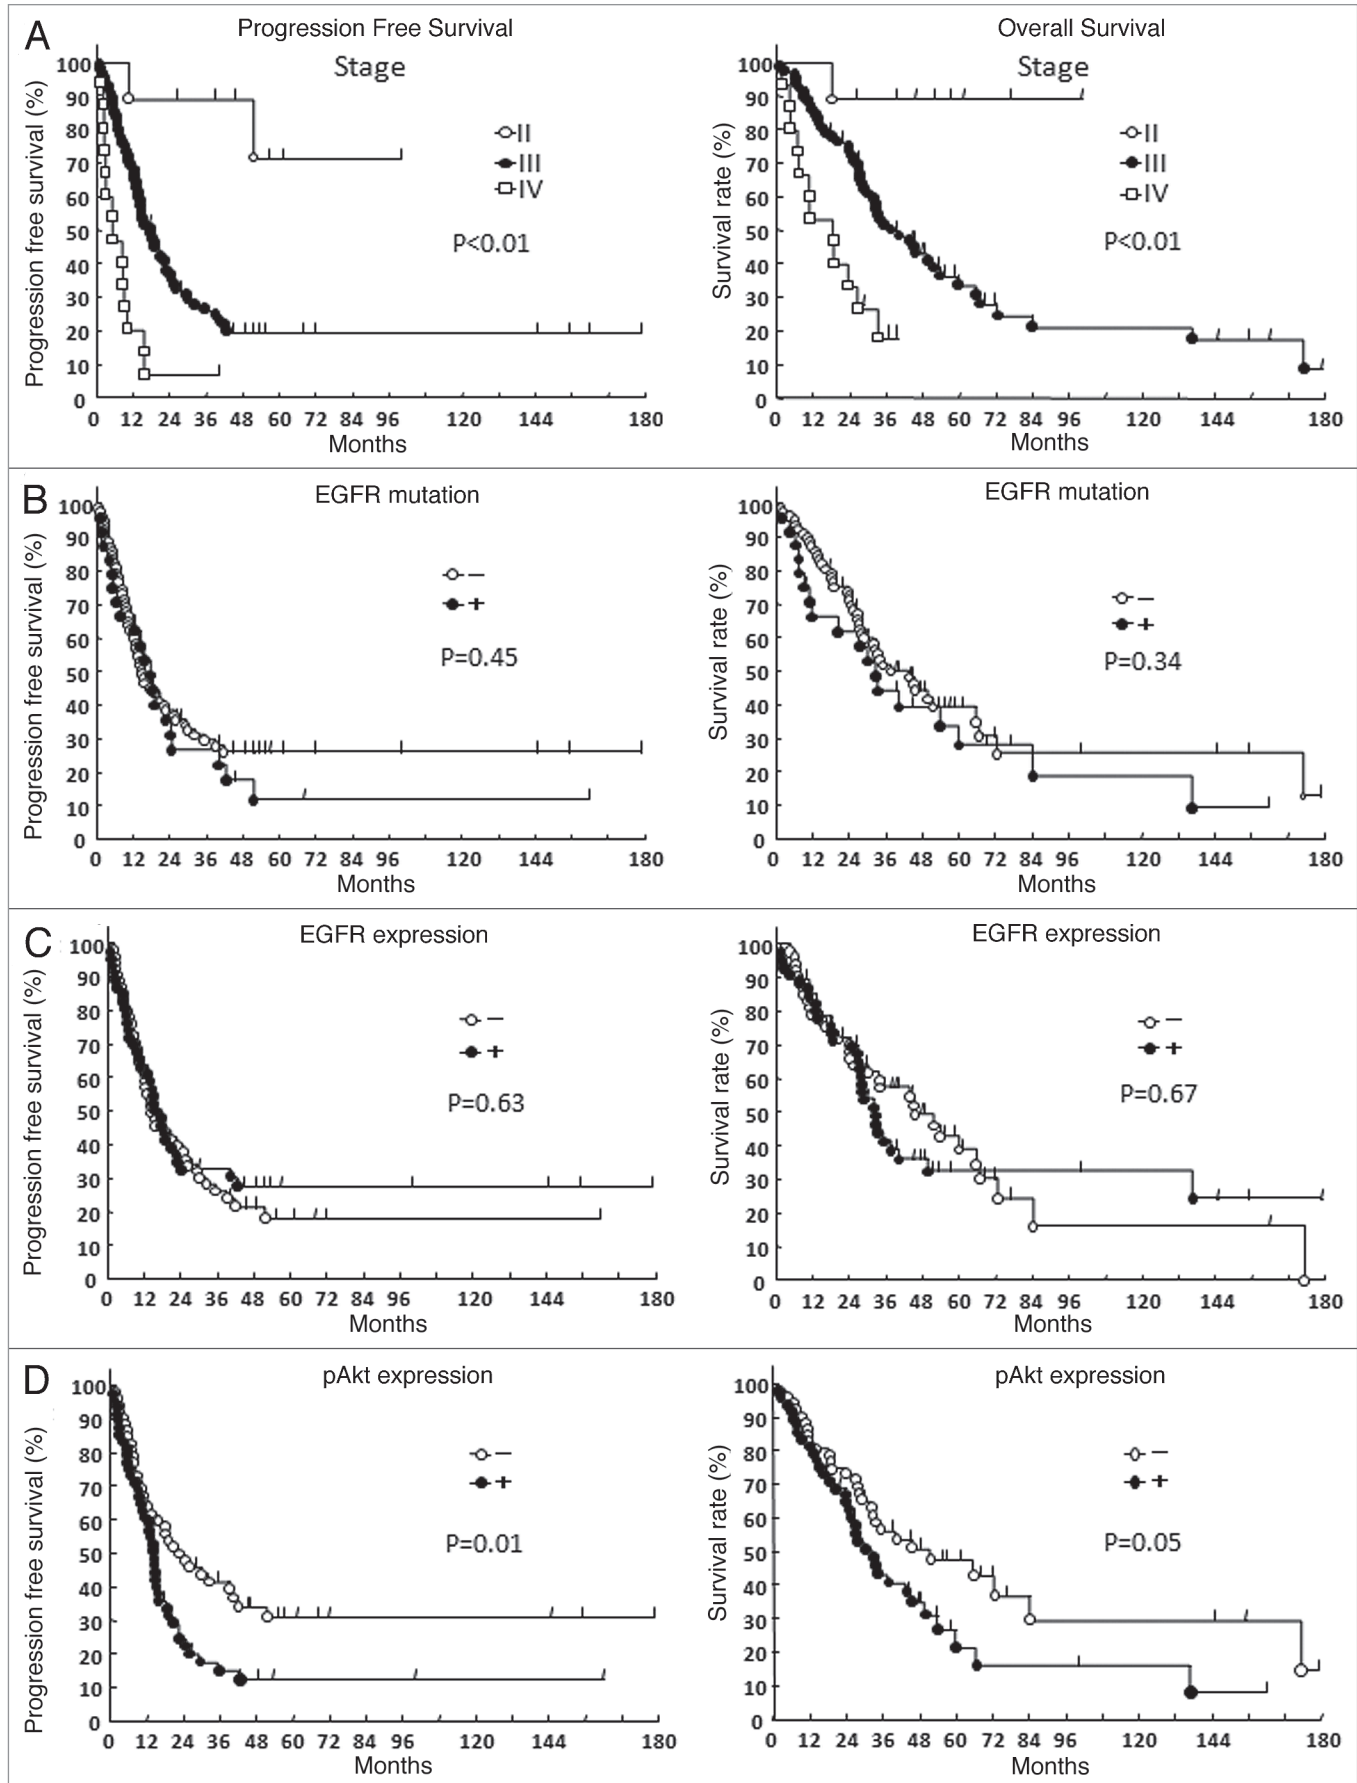 A
Progression Free Survival
Overall Survival
Stage
Progression free survival (%)
100
90
80
70
60
50
40
30
20
10
0
II
III
IV
P<0.01
0 12 24 36 48 60 72 84 96 120 144 180
Months
Stage
Survival rate (%)
100
90
80
70
60
50
40
30
20
10
0
II
III
IV
P<0.01
0 12 24 36 48 60 72 84 96 120 144 180
Months
B
EGFR mutation
Progression free survival (%)
100
90
80
70
60
50
40
30
20
10
0
−
+
P=0.45
0 12 24 36 48 60 72 84 96 120 144 180
Months
EGFR mutation
Survival rate (%)
100
90
80
70
60
50
40
30
20
10
0
−
+
P=0.34
0 12 24 36 48 60 72 84 96 120 144 180
Months
C
EGFR expression
Progression free survival (%)
100
90
80
70
60
50
40
30
20
10
0
−
+
P=0.63
0 12 24 36 48 60 72 84 96 120 144 180
Months
EGFR expression
Survival rate (%)
100
90
80
70
60
50
40
30
20
10
0
−
+
P=0.67
0 12 24 36 48 60 72 84 96 120 144 180
Months
D
pAkt expression
Progression free survival (%)
100
90
80
70
60
50
40
30
20
10
0
−
+
P=0.01
0 12 24 36 48 60 72 84 96 120 144 180
Months
pAkt expression
Survival rate (%)
100
90
80
70
60
50
40
30
20
10
0
−
+
P=0.05
0 12 24 36 48 60 72 84 96 120 144 180
Months